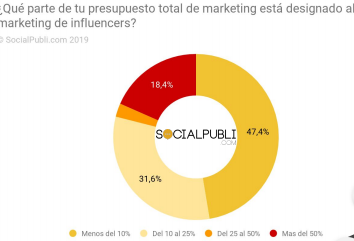 ¿Qué parte de tu presupuesto total de marketing está designado al
marketing de influencers?
© SocialPubli.com 2019
18,4%
SOCIALPUBLI
.COM
47,4%
31,6%
Menos del 10% Del 10 al 25% Del 25 al 50% Mas del 50%